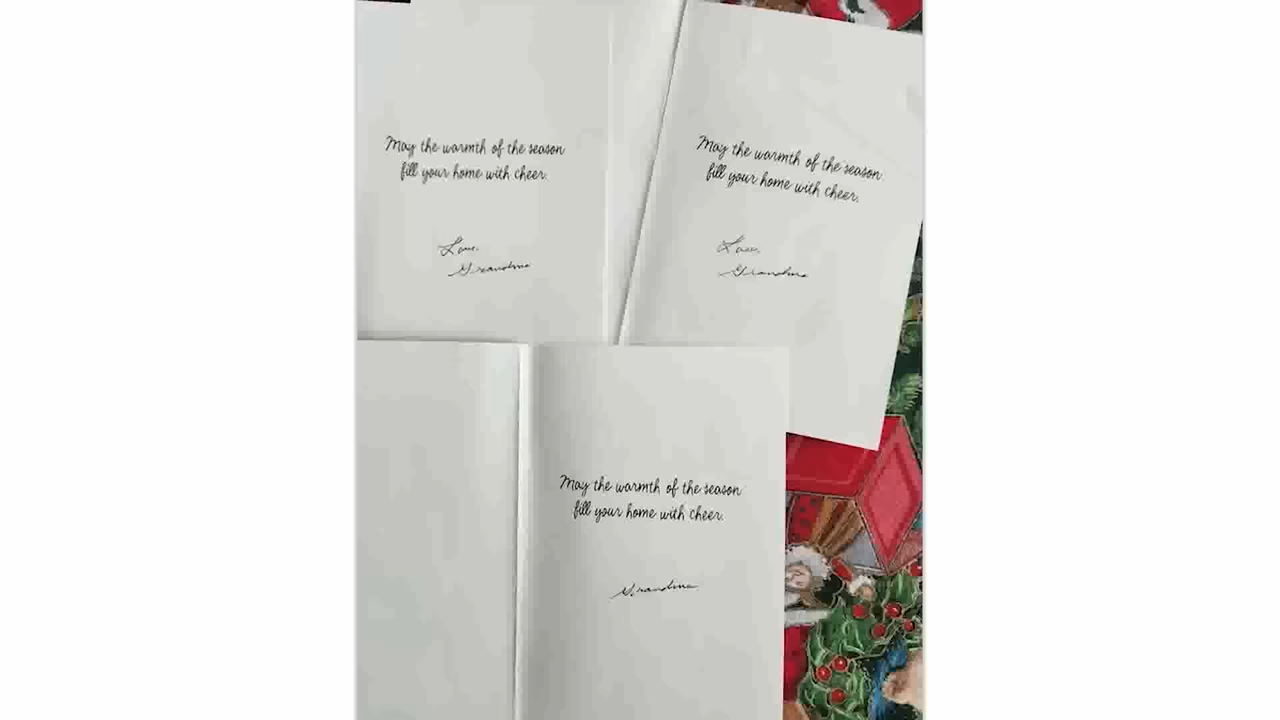 May the warmth of the season
fill your home with cheer.
Love,
Grandma
May the warmth of the season
fill your home with cheer.
Love,
Grandma
May the warmth of the season
fill your home with cheer.
Grandma